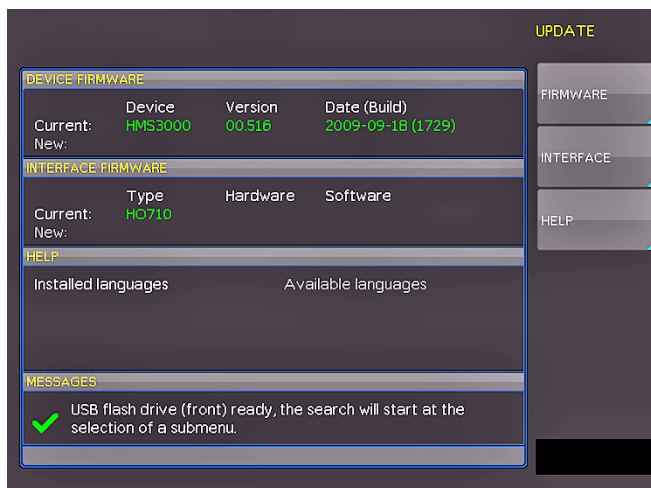 UPDATE
DEVICE FIRMWARE
Device Version Date (Build)
Current: HMS3000 00.516 2009-09-18 (1729)
New:
INTERFACE FIRMWARE
Type Hardware Software
Current: HO710
New:
HELP
Installed languages Available languages
MESSAGES
USB flash drive (front) ready, the search will start at the
selection of a submenu.
FIRMWARE
INTERFACE
HELP